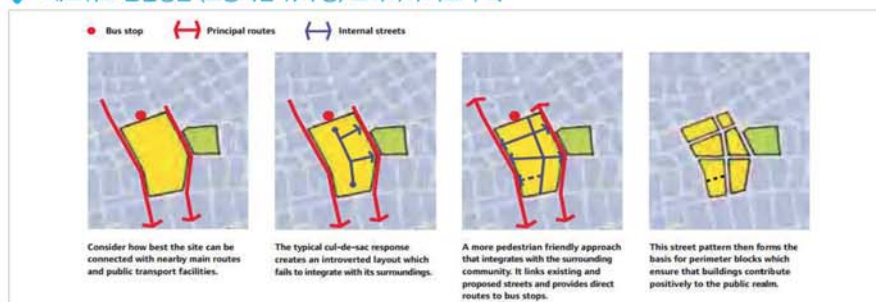 Bus stop
Principal routes
Internal streets
Consider how best the site can be
connected with nearby main routes
and public transport facilities.
The typical cul-de-sac response
creates an introverted layout which
fails to integrate with its surroundings.
A more pedestrian friendly approach
that integrates with the surrounding
community. It links existing and
proposed streets and provides direct
routes to bus stops.
This street pattern then forms the
basis for perimeter blocks which
ensure that buildings contribute
positively to the public realm.